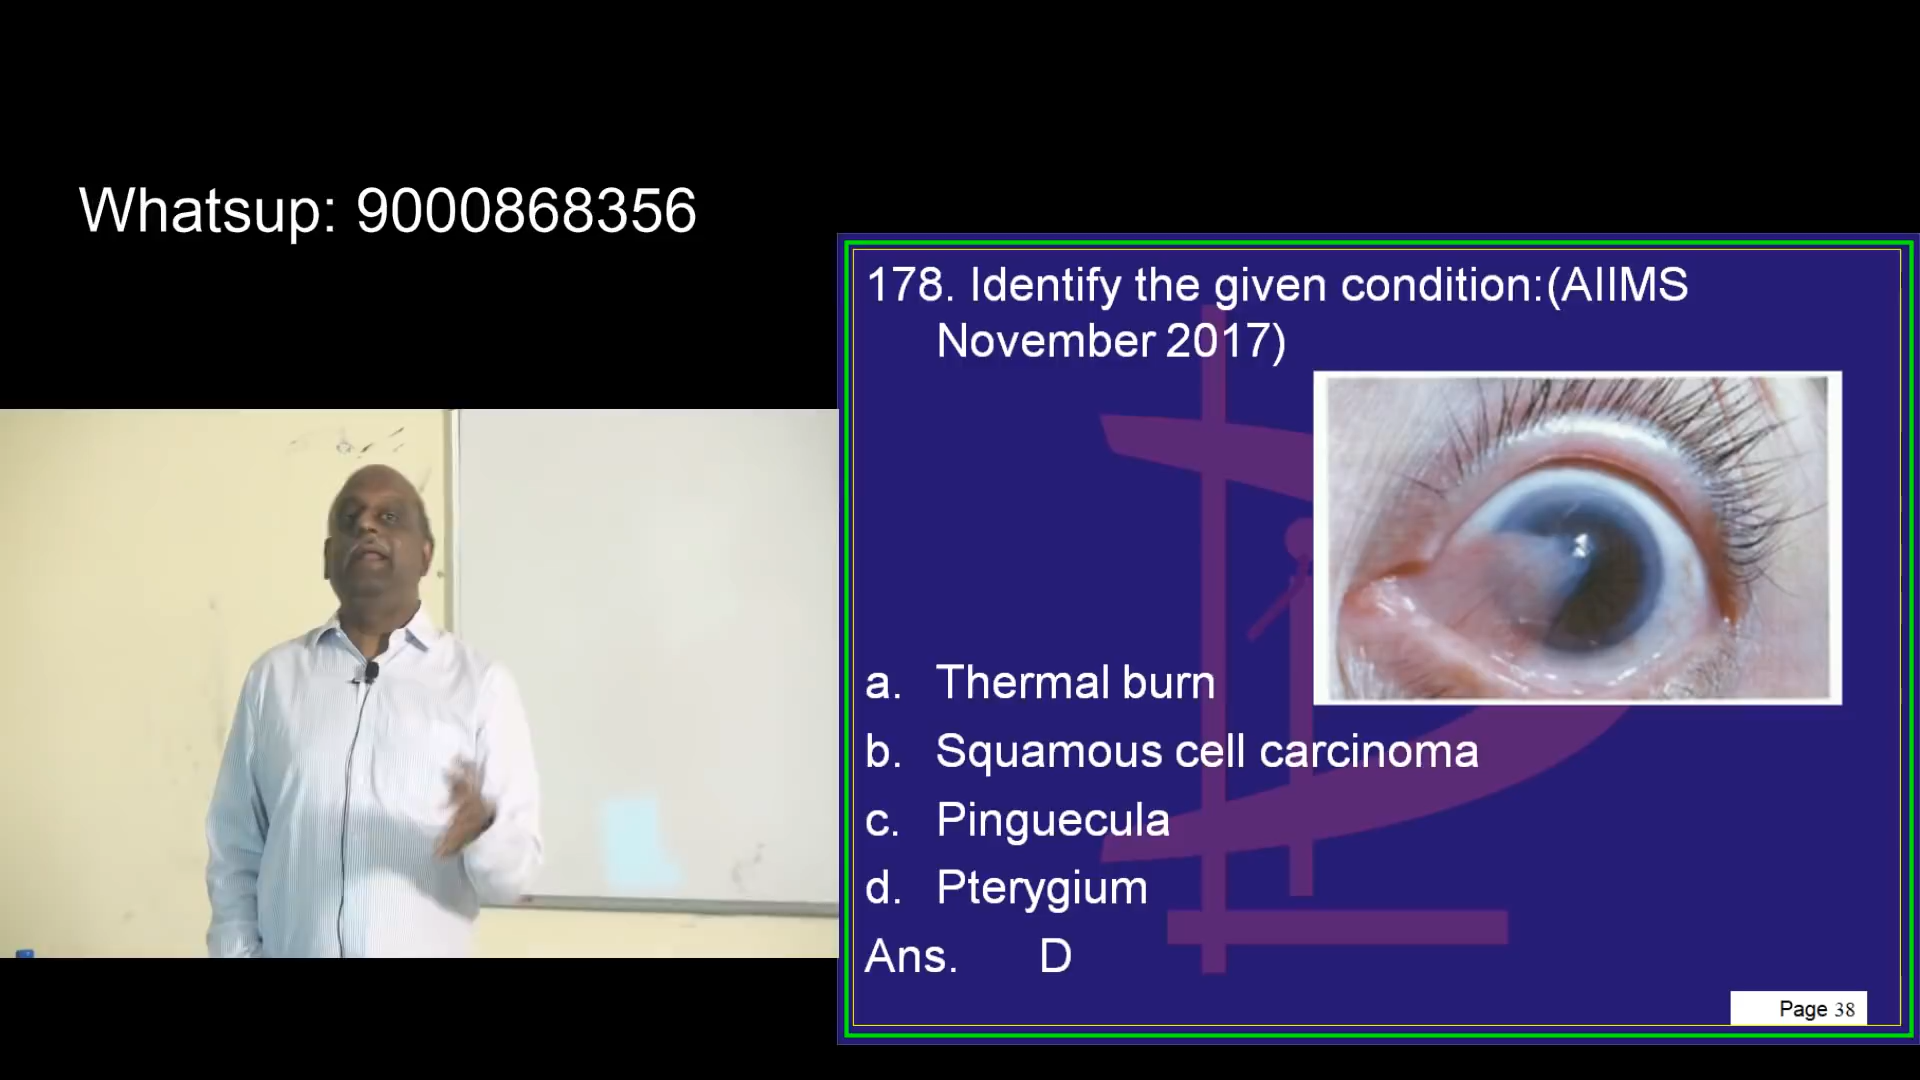 Whatsup: 9000868356
178. Identify the given condition:(AIIMS
November 2017)
a. Thermal burn
b. Squamous cell carcinoma
c. Pinguecula
d. Pterygium
Ans. D
Page 38